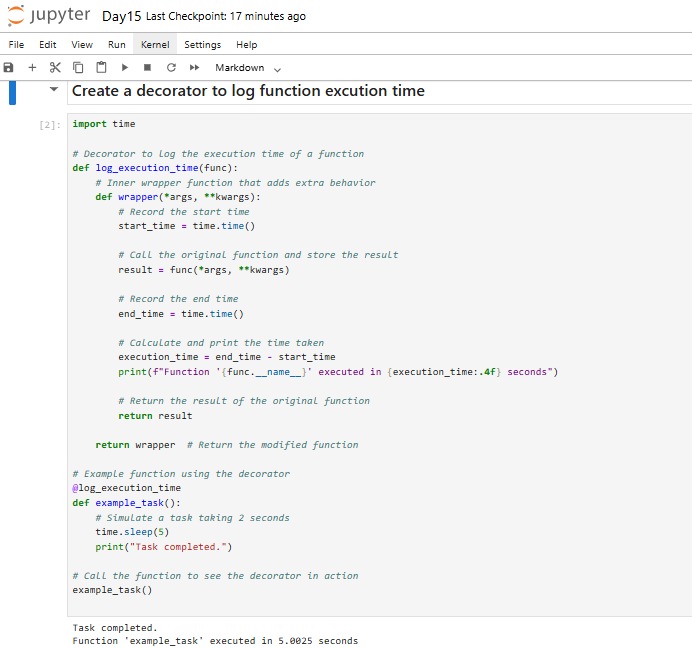 jupyter Day15 Last Checkpoint: 17 minutes ago
File Edit View Run Kernel Settings Help
Markdown
Create a decorator to log function excution time
[2]: import time
# Decorator to log the execution time of a function
def log_execution_time(func):
# Inner wrapper function that adds extra behavior
def wrapper(*args, **kwargs):
# Record the start time
start_time = time.time()
# Call the original function and store the result
result = func(*args, **kwargs)
# Record the end time
end_time = time.time()
# Calculate and print the time taken
execution_time = end_time - start_time
print(f"Function '{func.__name__}' executed in {execution_time:.4f} seconds")
# Return the result of the original function
return result
return wrapper # Return the modified function
# Example function using the decorator
@log_execution_time
def example_task():
# Simulate a task taking 2 seconds
time.sleep(5)
print("Task completed.")
# Call the function to see the decorator in action
example_task()
Task completed.
Function 'example_task' executed in 5.0025 seconds